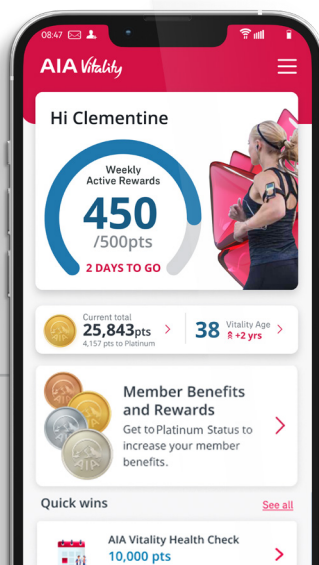 08:47
AIA Vitality
Hi Clementine
Weekly
Active Rewards
450
/500pts
2 DAYS TO GO
Current total
25,843pts
4,157 pts to Platinum
38
Vitality Age
+2 yrs
Member Benefits
and Rewards
Get to Platinum Status to
increase your member
benefits.
Quick wins
See all
AIA Vitality Health Check
10,000 pts